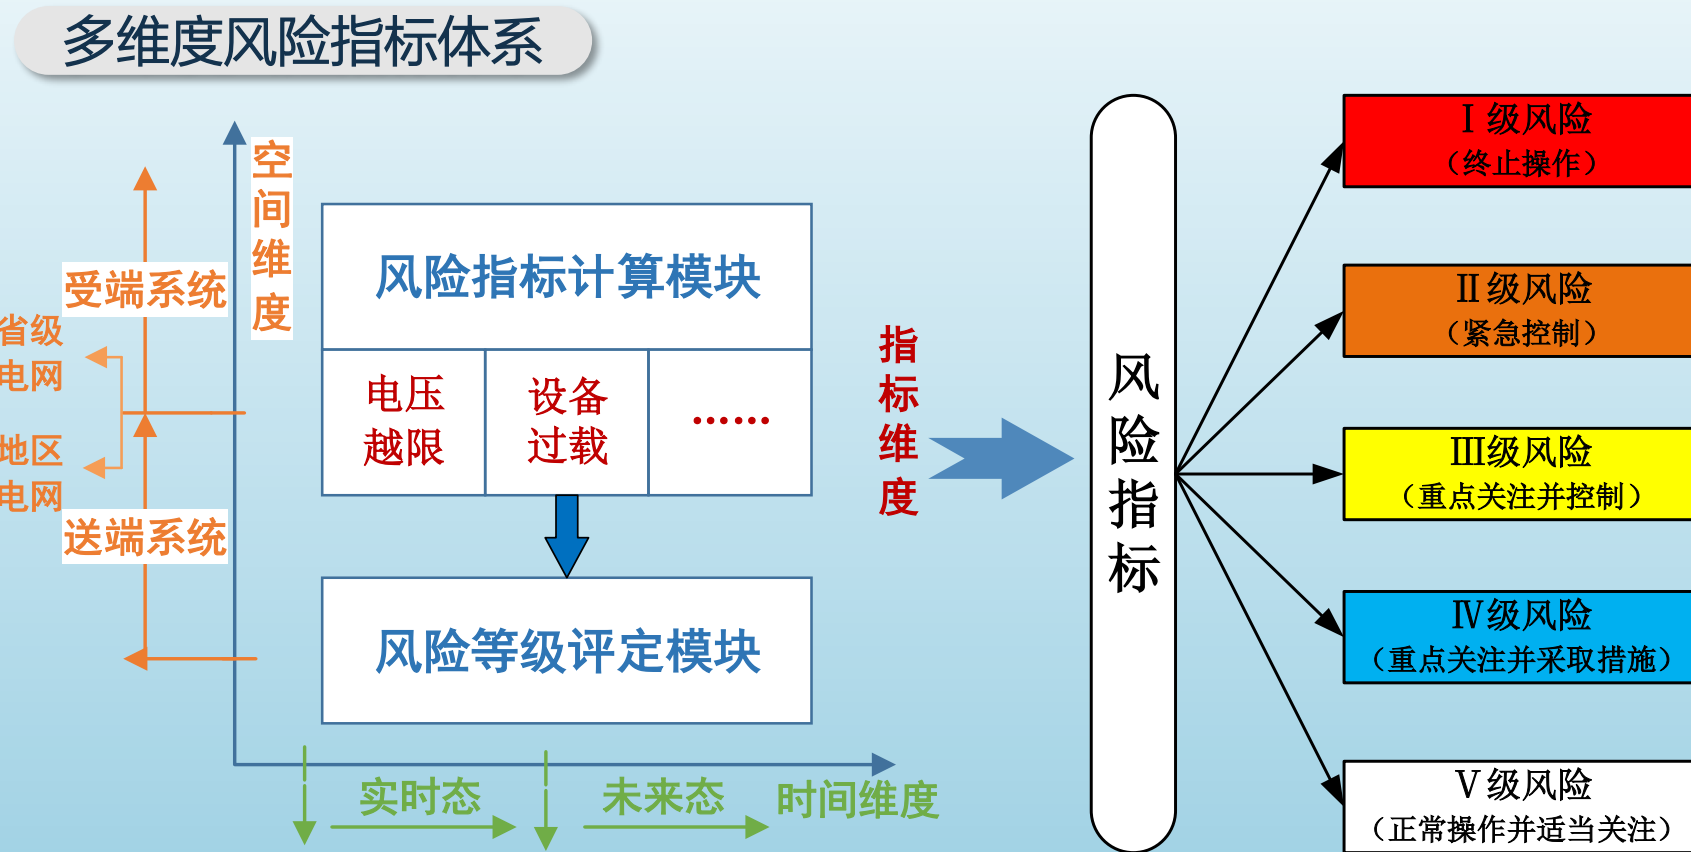 多维度风险指标体系
空间维度
受端系统
省级
电网
地区
电网
送端系统
风险指标计算模块
电压
越限
设备
过载
……
风险等级评定模块
实时态
未来态
时间维度
指标维度
风险指标
Ⅰ级风险
（终止操作）
Ⅱ级风险
（紧急控制）
Ⅲ级风险
（重点关注并控制）
Ⅳ级风险
（重点关注并采取措施）
Ⅴ级风险
（正常操作并适当关注）